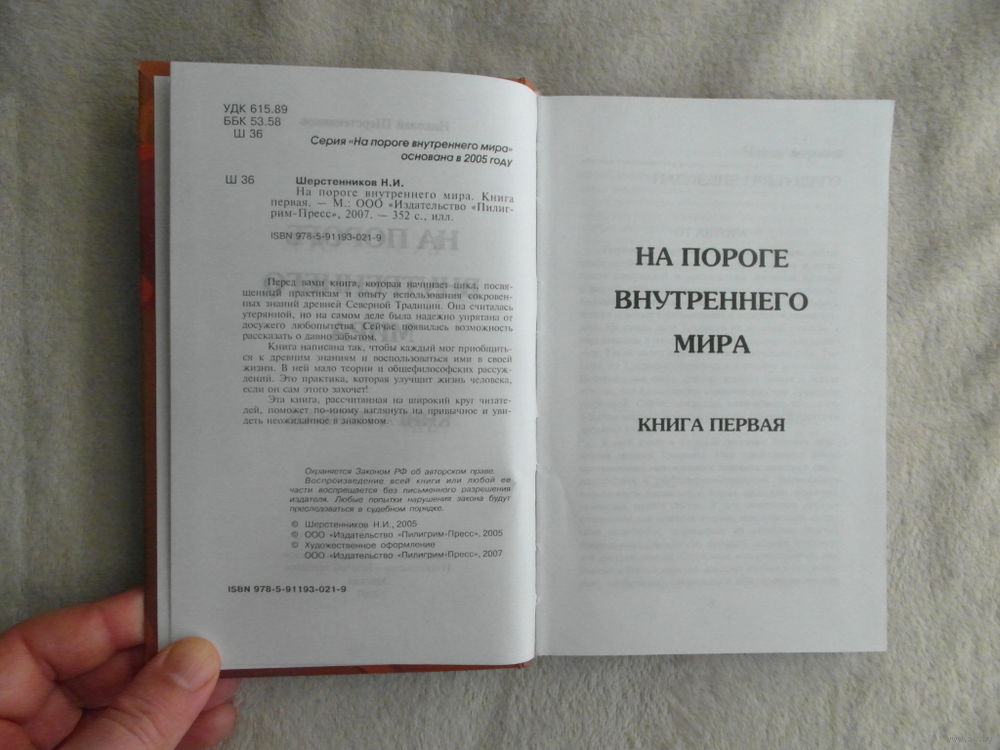 УДК 615.89
ББК 53.58
Ш 36
Серия «На пороге внутреннего мира»
основана в 2005 году
Ш 36
Шерстенников Н.И.
На пороге внутреннего мира. Книга
первая. — М.: ООО «Издательство «Пилиг-
рим-Пресс», 2007. — 352 с., илл.
ISBN 978-5-91193-021-9
Перед вами книга, которая начинает цикл, посвя-
щенный практикам и опыту использования сокровен-
ных знаний древней Северной Традиции. Она считалась
утерянной, но на самом деле была надежно упрятана от
досужего любопытства. Сейчас появилась возможность
рассказать о давно забытом.
Книга написана так, чтобы каждый мог приобщить-
ся к древним знаниям и воспользоваться ими в своей
жизни. В ней мало теории и общефилософских рассуж-
дений. Это практика, которая улучшит жизнь человека,
если он сам этого захочет!
Эта книга, рассчитанная на широкий круг читате-
лей, поможет по-иному взглянуть на привычное и уви-
деть неожиданное в знакомом.
Охраняется Законом РФ об авторском праве.
Воспроизведение всей книги или любой ее
части воспрещается без письменного разрешения
издателя. Любые попытки нарушения закона будут
преследоваться в судебном порядке.
© Шерстенников Н.И., 2005
© ООО «Издательство «Пилигрим-Пресс», 2005
© Художественное оформление
ООО «Издательство «Пилигрим-Пресс», 2007
ISBN 978-5-91193-021-9
НА ПОРОГЕ
ВНУТРЕННЕГО
МИРА
КНИГА ПЕРВАЯ